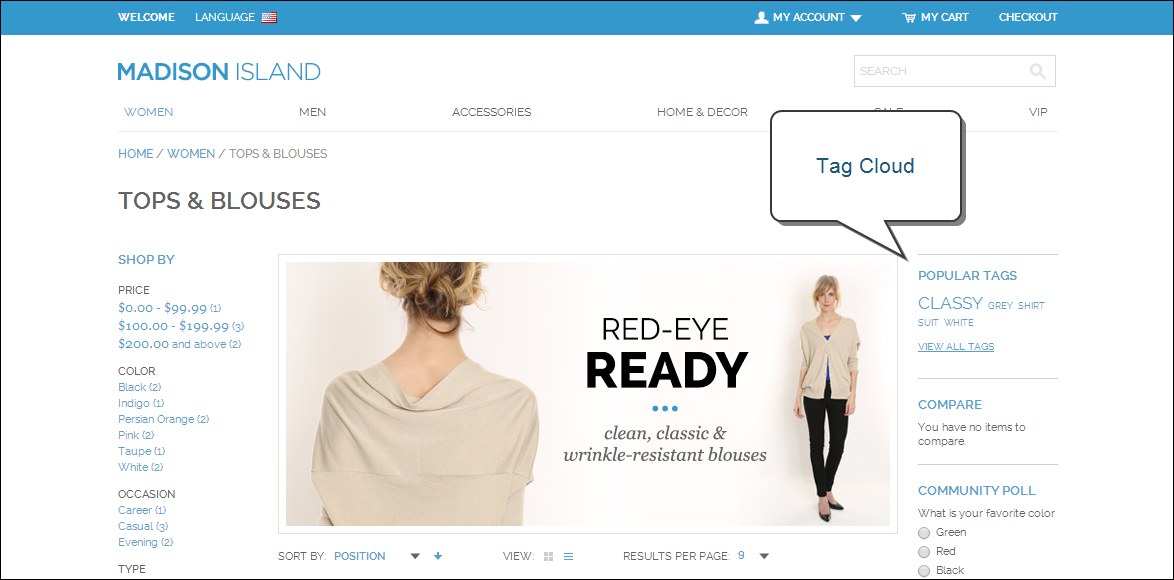 WELCOME LANGUAGE MY ACCOUNT MY CART CHECKOUT
MADISON ISLAND
SEARCH
WOMEN MEN ACCESSORIES HOME & DECOR SALE VIP
HOME / WOMEN / TOPS & BLOUSES
Tag Cloud
TOPS & BLOUSES
SHOP BY
PRICE
$0.00 - $99.99 (1)
$100.00 - $199.99 (3)
$200.00 and above (2)
COLOR
Black (2)
Indigo (1)
Persian Orange (2)
Pink (2)
Taupe (1)
White (2)
OCCASION
Career (1)
Casual (3)
Evening (2)
TYPE
RED-EYE
READY
clean, classic &
wrinkle-resistant blouses
SORT BY: POSITION VIEW: RESULTS PER PAGE: 9
POPULAR TAGS
CLASSY GREY SHIRT
SUIT WHITE
VIEW ALL TAGS
COMPARE
You have no items to
compare.
COMMUNITY POLL
What is your favorite color
Green
Red
Black